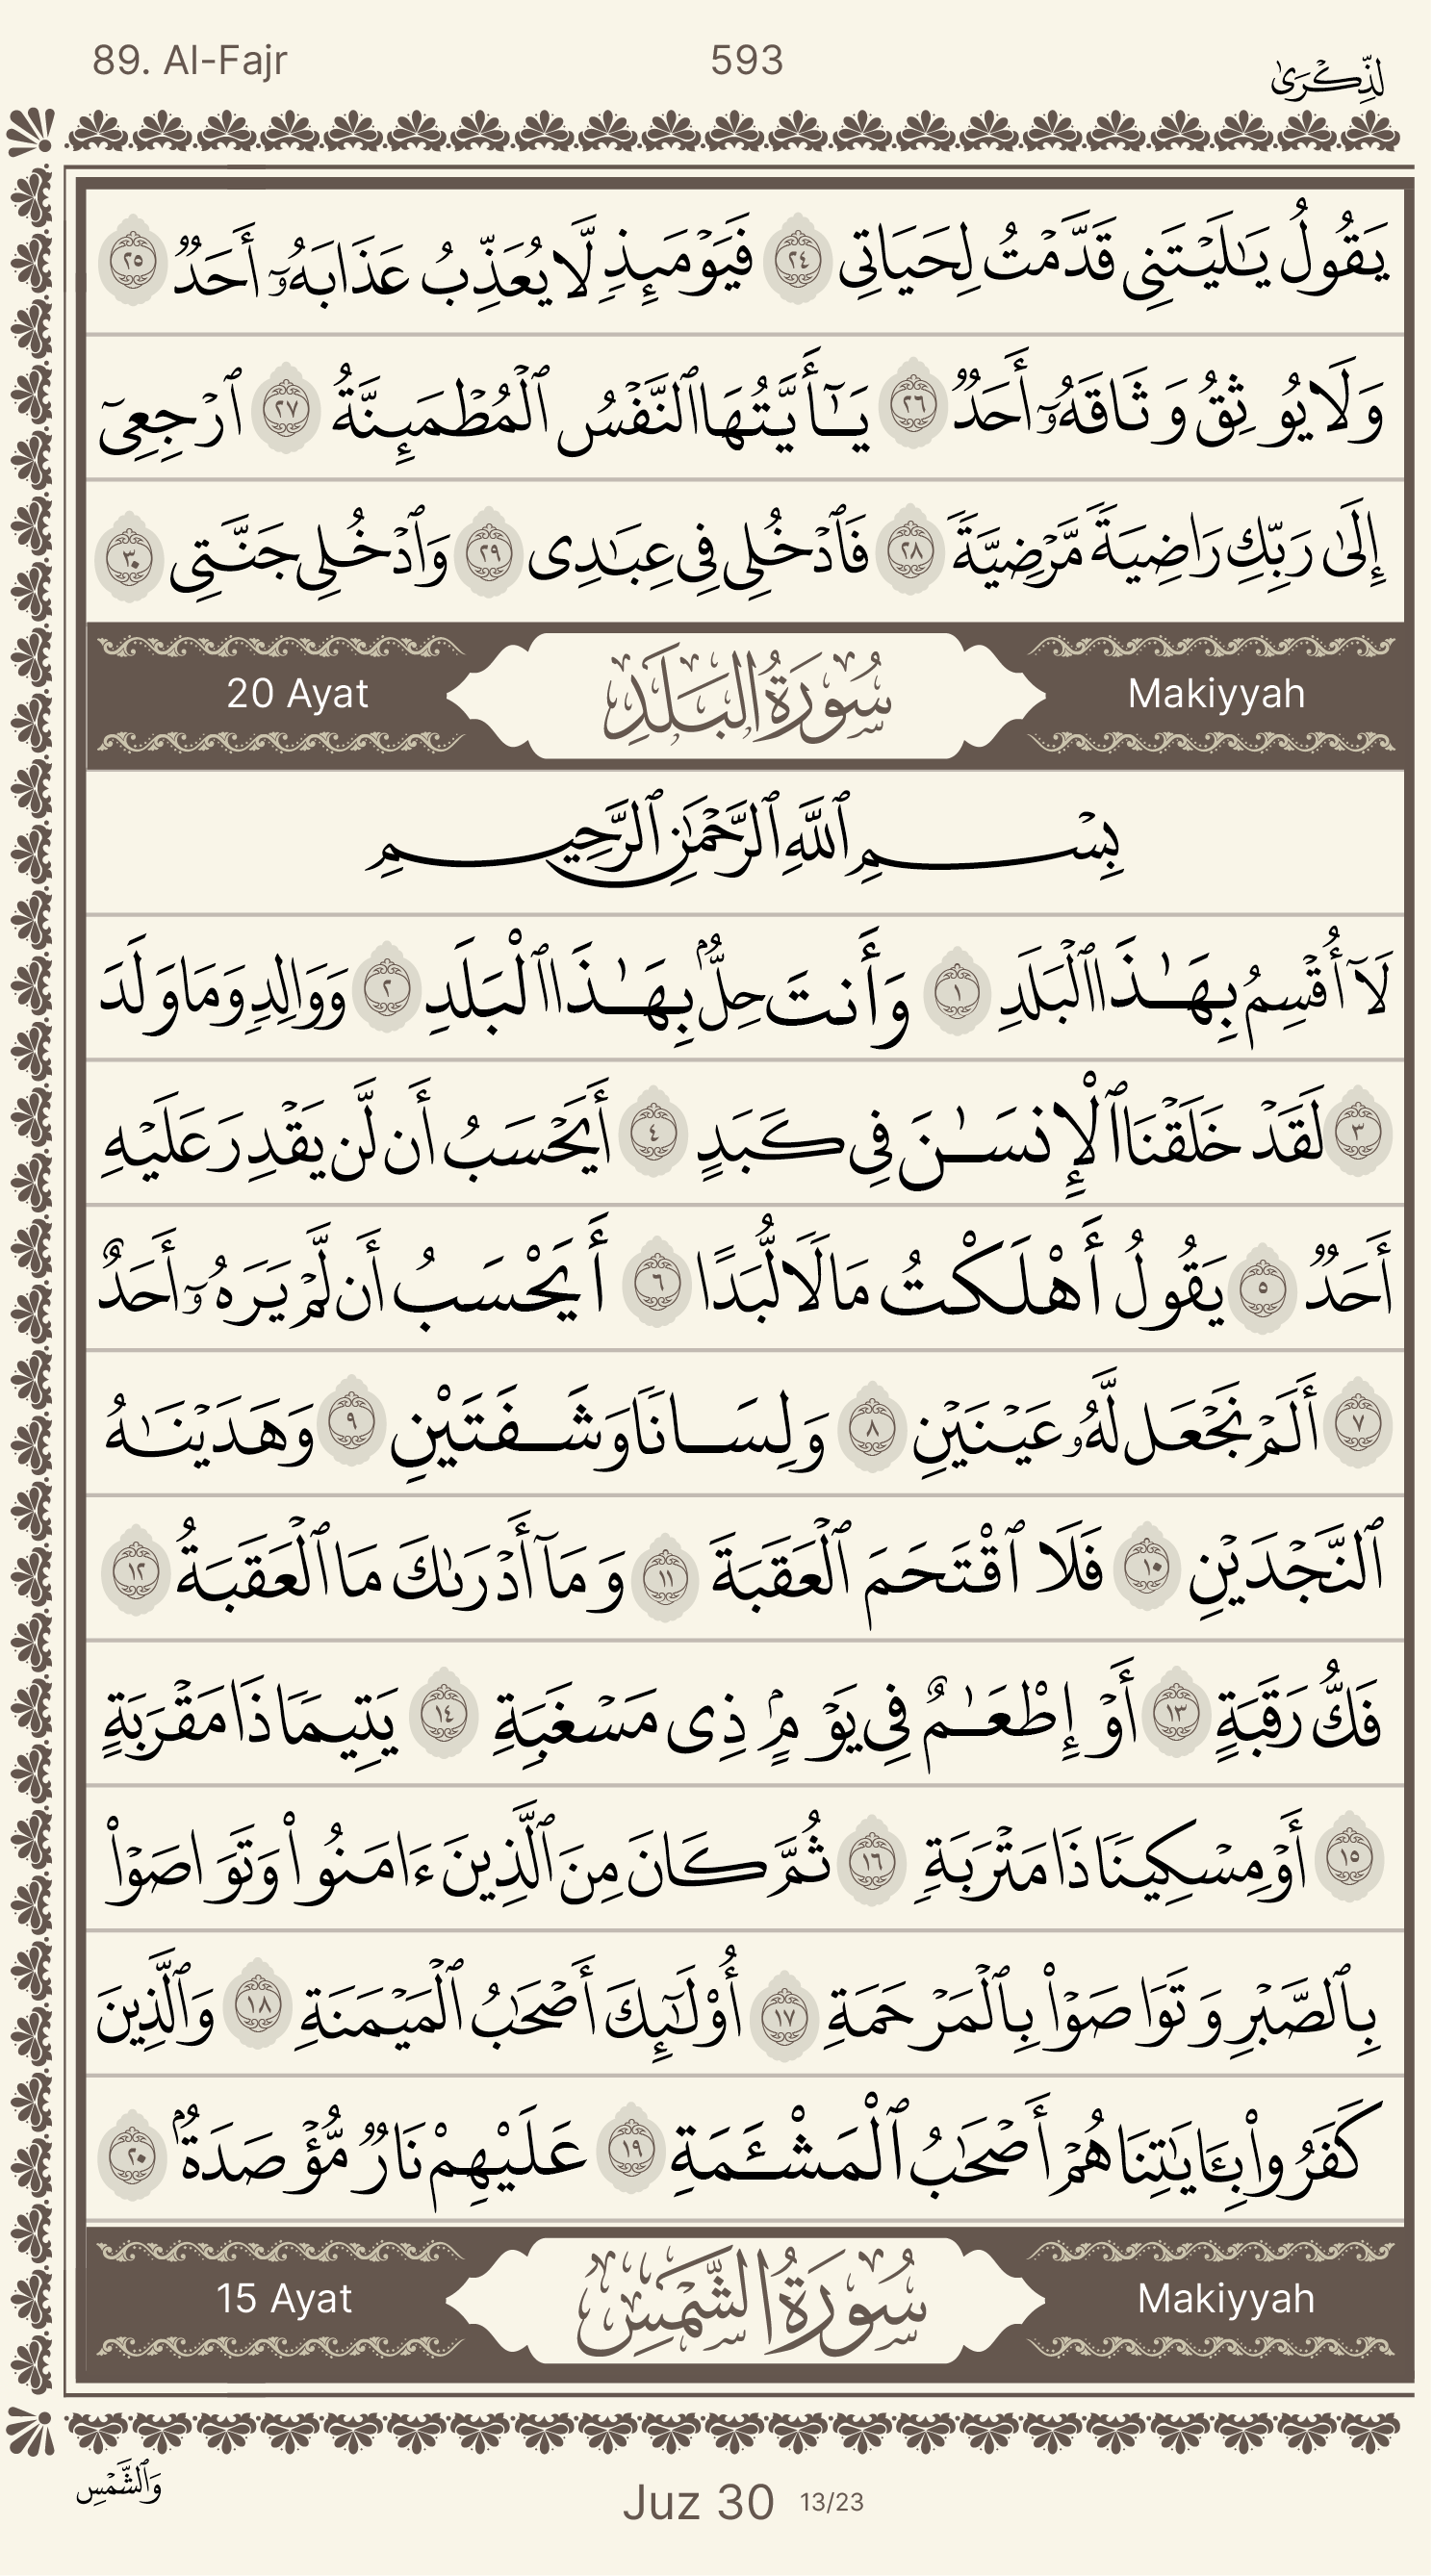 89. Al-Fajr 593 لذِّكۡرَىٰ
يَقُولُ يَـٰلَيۡتَنِى قَدَّمۡتُ لِحَيَاتِى ٢٤ فَيَوۡمَئِذٍ لَّا يُعَذِّبُ عَذَابَهُۥٓ أَحَدٌ ٢٥
وَلَا يُوثِقُ وَثَاقَهُۥٓ أَحَدٌ ٢٦ يَـٰٓأَيَّتُهَا ٱلنَّفۡسُ ٱلۡمُطۡمَئِنَّةُ ٢٧ ٱرۡجِعِىٓ
إِلَىٰ رَبِّكِ رَاضِيَةً مَّرۡضِيَّةً ٢٨ فَٱدۡخُلِى فِى عِبَـٰدِى ٢٩ وَٱدۡخُلِى جَنَّتِى ٣٠
20 Ayat سُورَةُ البَلَدِ Makiyyah
بِسۡمِ ٱللَّهِ ٱلرَّحۡمَـٰنِ ٱلرَّحِيمِ
لَآ أُقۡسِمُ بِهَـٰذَا ٱلۡبَلَدِ ١ وَأَنتَ حِلُّۢ بِهَـٰذَا ٱلۡبَلَدِ ٢ وَوَالِدٍ وَمَا وَلَدَ
٣ لَقَدۡ خَلَقۡنَا ٱلۡإِنسَـٰنَ فِى كَبَدٍ ٤ أَيَحۡسَبُ أَن لَّن يَقۡدِرَ عَلَيۡهِ
أَحَدٌ ٥ يَقُولُ أَهۡلَكۡتُ مَالًا لُّبَدًا ٦ أَيَحۡسَبُ أَن لَّمۡ يَرَهُۥٓ أَحَدٌ
٧ أَلَمۡ نَجۡعَل لَّهُۥ عَيۡنَيۡنِ ٨ وَلِسَانًا وَشَفَتَيۡنِ ٩ وَهَدَيۡنَـٰهُ
ٱلنَّجۡدَيۡنِ ١٠ فَلَا ٱقۡتَحَمَ ٱلۡعَقَبَةَ ١١ وَمَآ أَدۡرَىٰكَ مَا ٱلۡعَقَبَةُ ١٢
فَكُّ رَقَبَةٍ ١٣ أَوۡ إِطۡعَـٰمٌ فِى يَوۡمٍ ذِى مَسۡغَبَةٍ ١٤ يَتِيمًا ذَا مَقۡرَبَةٍ
١٥ أَوۡ مِسۡكِينًا ذَا مَتۡرَبَةٍ ١٦ ثُمَّ كَانَ مِنَ ٱلَّذِينَ ءَامَنُوا۟ وَتَوَاصَوۡا۟
بِٱلصَّبۡرِ وَتَوَاصَوۡا۟ بِٱلۡمَرۡحَمَةِ ١٧ أُو۟لَـٰٓئِكَ أَصۡحَـٰبُ ٱلۡمَيۡمَنَةِ ١٨ وَٱلَّذِينَ
كَفَرُوا۟ بِـَٔايَـٰتِنَا هُمۡ أَصۡحَـٰبُ ٱلۡمَشۡـَٔمَةِ ١٩ عَلَيۡهِمۡ نَارٌ مُّؤۡصَدَةُۢ ٢٠
15 Ayat سُورَةُ الشَّمۡسِ Makiyyah
وَٱلشَّمۡسِ
Juz 30 13/23